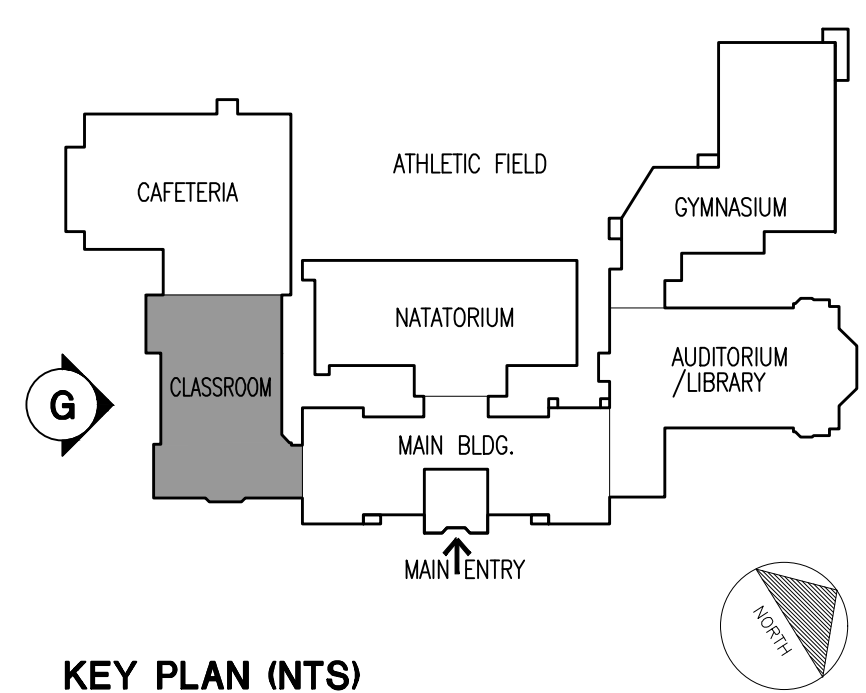 ATHLETIC FIELD
CAFETERIA
GYMNASIUM
NATATORIUM
AUDITORIUM
/LIBRARY
CLASSROOM
G
MAIN BLDG.
MAIN ENTRY
NORTH
KEY PLAN (NTS)